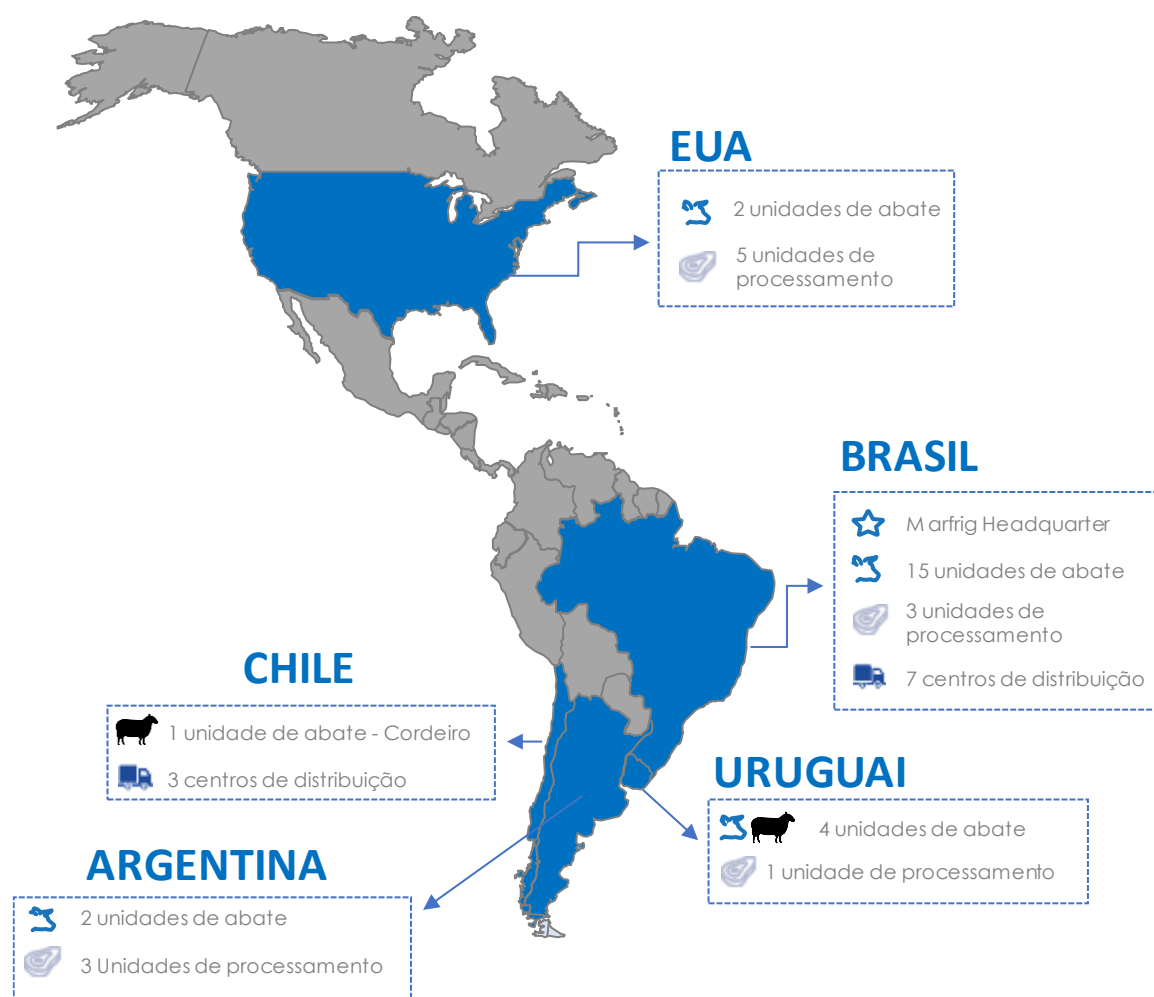 EUA
2 unidades de abate
5 unidades de
processamento
BRASIL
Marfrig Headquarter
15 unidades de abate
3 unidades de
processamento
7 centros de distribuição
CHILE
1 unidade de abate - Cordeiro
3 centros de distribuição
URUGUAI
4 unidades de abate
1 unidade de processamento
ARGENTINA
2 unidades de abate
3 Unidades de processamento